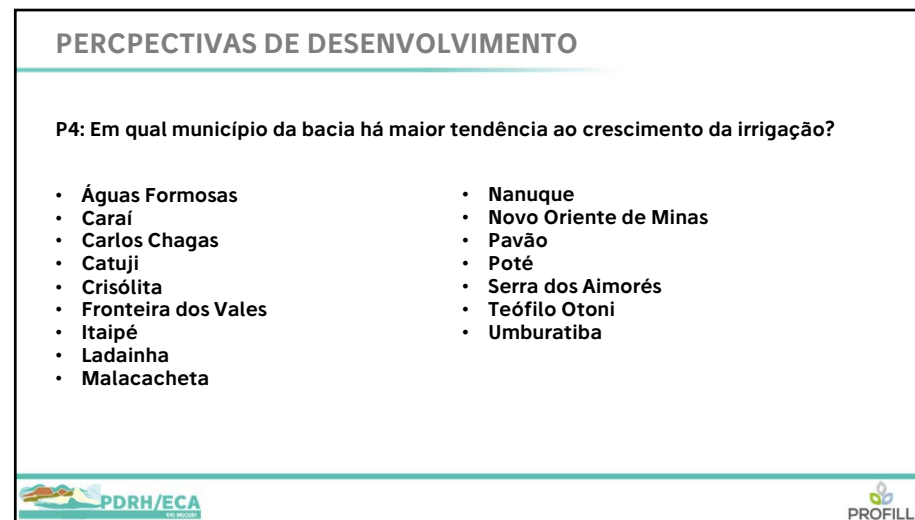 PERCPECTIVAS DE DESENVOLVIMENTO
P4: Em qual município da bacia há maior tendência ao crescimento da irrigação?
• Águas Formosas
• Caraí
• Carlos Chagas
• Catuji
• Crisólita
• Fronteira dos Vales
• Itaipé
• Ladainha
• Malacacheta
• Nanuque
• Novo Oriente de Minas
• Pavão
• Poté
• Serra dos Aimorés
• Teófilo Otoni
• Umburatiba
PDRH/ECA
RIO MUCURI
PROFILL